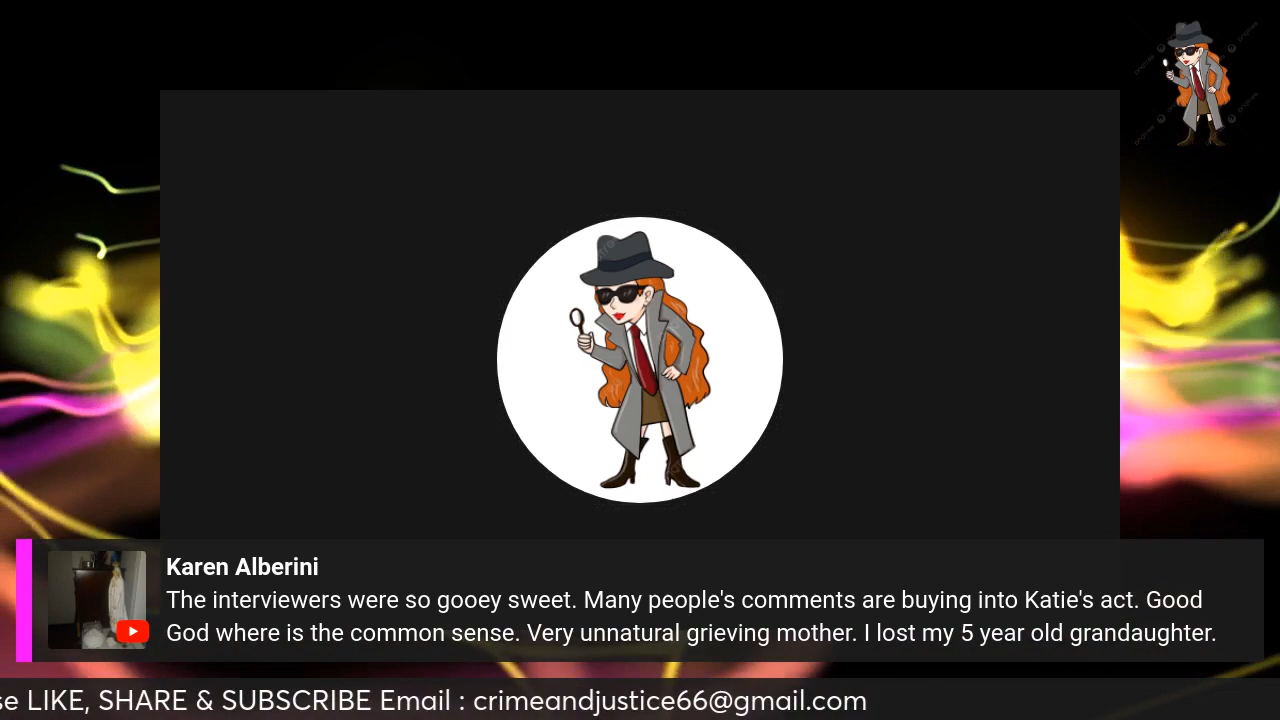 Karen Alberini
The interviewers were so gooey sweet. Many people's comments are buying into Katie's act. Good
God where is the common sense. Very unnatural grieving mother. I lost my 5 year old grandaughter.
se LIKE, SHARE & SUBSCRIBE Email : crimeandjustice66@gmail.com